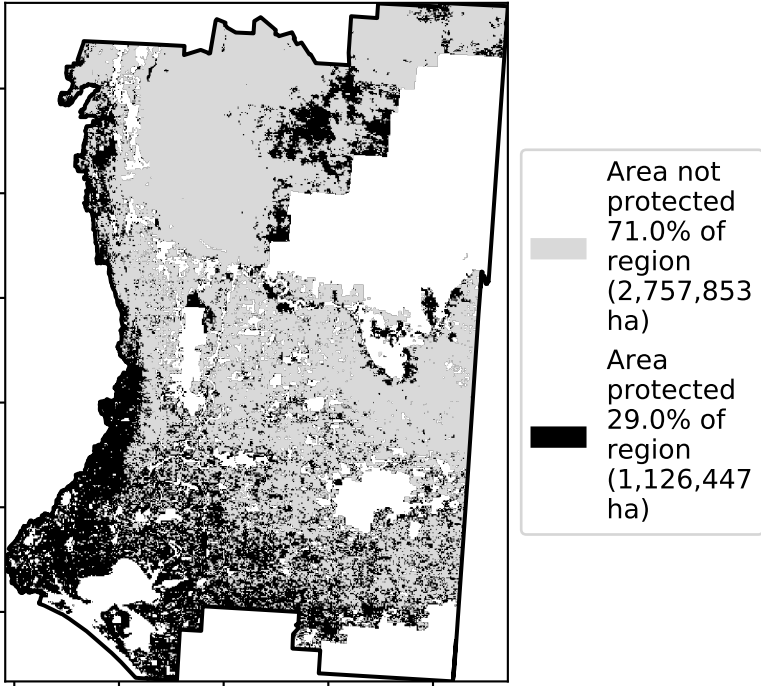 Area not
protected
71.0% of
region
(2,757,853
ha)
Area
protected
29.0% of
region
(1,126,447
ha)